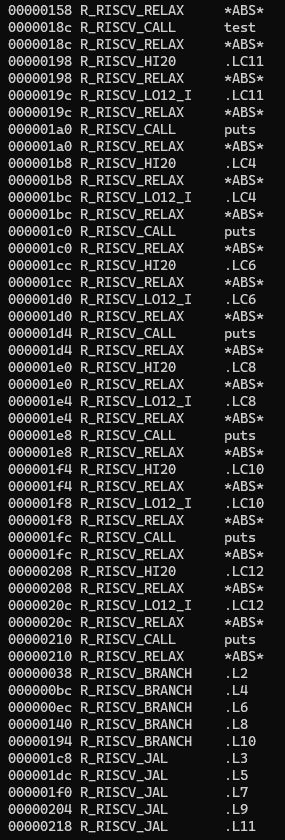 00000158 R_RISCV_RELAX     *ABS*
0000018c R_RISCV_CALL      test
0000018c R_RISCV_RELAX     *ABS*
00000198 R_RISCV_HI20      .LC11
00000198 R_RISCV_RELAX     *ABS*
0000019c R_RISCV_LO12_I    .LC11
0000019c R_RISCV_RELAX     *ABS*
000001a0 R_RISCV_CALL      puts
000001a0 R_RISCV_RELAX     *ABS*
000001b8 R_RISCV_HI20      .LC4
000001b8 R_RISCV_RELAX     *ABS*
000001bc R_RISCV_LO12_I    .LC4
000001bc R_RISCV_RELAX     *ABS*
000001c0 R_RISCV_CALL      puts
000001c0 R_RISCV_RELAX     *ABS*
000001cc R_RISCV_HI20      .LC6
000001cc R_RISCV_RELAX     *ABS*
000001d0 R_RISCV_LO12_I    .LC6
000001d0 R_RISCV_RELAX     *ABS*
000001d4 R_RISCV_CALL      puts
000001d4 R_RISCV_RELAX     *ABS*
000001e0 R_RISCV_HI20      .LC8
000001e0 R_RISCV_RELAX     *ABS*
000001e4 R_RISCV_LO12_I    .LC8
000001e4 R_RISCV_RELAX     *ABS*
000001e8 R_RISCV_CALL      puts
000001e8 R_RISCV_RELAX     *ABS*
000001f4 R_RISCV_HI20      .LC10
000001f4 R_RISCV_RELAX     *ABS*
000001f8 R_RISCV_LO12_I    .LC10
000001f8 R_RISCV_RELAX     *ABS*
000001fc R_RISCV_CALL      puts
000001fc R_RISCV_RELAX     *ABS*
00000208 R_RISCV_HI20      .LC12
00000208 R_RISCV_RELAX     *ABS*
0000020c R_RISCV_LO12_I    .LC12
0000020c R_RISCV_RELAX     *ABS*
00000210 R_RISCV_CALL      puts
00000210 R_RISCV_RELAX     *ABS*
00000038 R_RISCV_BRANCH    .L2
000000bc R_RISCV_BRANCH    .L4
000000ec R_RISCV_BRANCH    .L6
00000140 R_RISCV_BRANCH    .L8
00000194 R_RISCV_BRANCH    .L10
000001c8 R_RISCV_JAL       .L3
000001dc R_RISCV_JAL       .L5
000001f0 R_RISCV_JAL       .L7
00000204 R_RISCV_JAL       .L9
00000218 R_RISCV_JAL       .L11